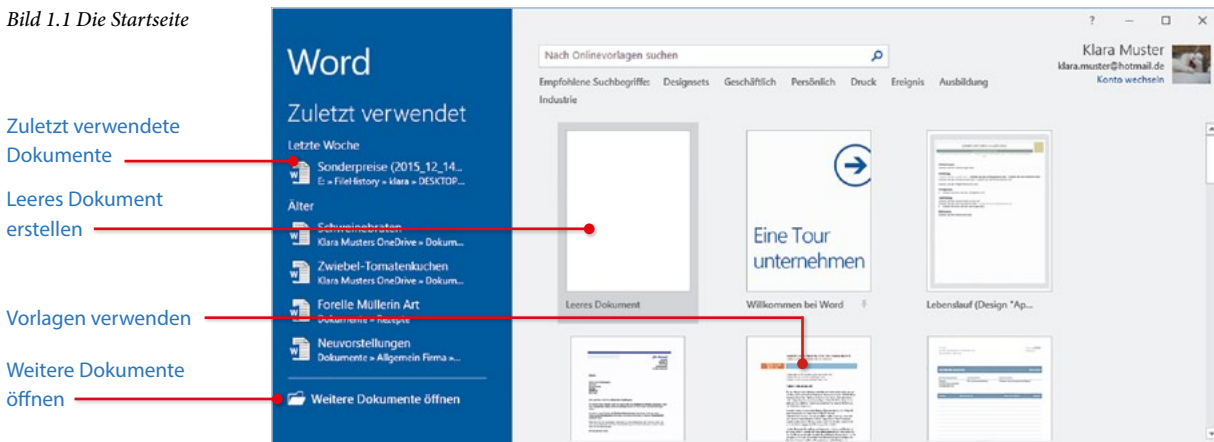 Bild 1.1 Die Startseite
Zuletzt verwendete
Dokumente
Leeres Dokument
erstellen
Vorlagen verwenden
Weitere Dokumente
öffnen
Word
Zuletzt verwendet
Letzte Woche
Sonderpreise (2015_12_14...
E: » FileHistory » klara » DESKTOP...
Älter
Schweinebraten
Klara Musters OneDrive » Dokum...
Zwiebel-Tomatenkuchen
Klara Musters OneDrive » Dokum...
Forelle Müllerin Art
Dokumente » Rezepte
Neuvorstellungen
Dokumente » Allgemein Firma »...
Weitere Dokumente öffnen
? – □ ×
Nach Onlinevorlagen suchen
Klara Muster
klara.muster@hotmail.de
Konto wechseln
Empfohlene Suchbegriffe: Designsets Geschäftlich Persönlich Druck Ereignis Ausbildung
Industrie
Eine Tour
unternehmen
Leeres Dokument
Willkommen bei Word
Lebenslauf (Design "Ap...